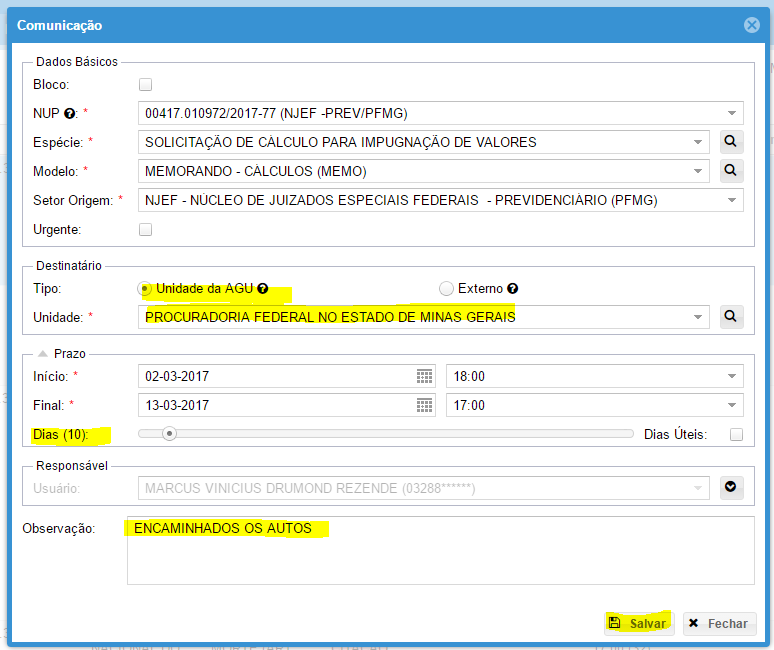 Comunicação
Dados Básicos
Bloco:
NUP ?: * 00417.010972/2017-77 (NJEF -PREV/PFMG)
Espécie: * SOLICITAÇÃO DE CÁLCULO PARA IMPUGNAÇÃO DE VALORES
Modelo: * MEMORANDO - CÁLCULOS (MEMO)
Setor Origem: * NJEF - NÚCLEO DE JUIZADOS ESPECIAIS FEDERAIS - PREVIDENCIÁRIO (PFMG)
Urgente:
Destinatário
Tipo: Unidade da AGU ? Externo ?
Unidade: * PROCURADORIA FEDERAL NO ESTADO DE MINAS GERAIS
Prazo
Início: * 02-03-2017 18:00
Final: * 13-03-2017 17:00
Dias (10): Dias Úteis:
Responsável
Usuário: MARCUS VINICIUS DRUMOND REZENDE (03288******)
Observação: ENCAMINHADOS OS AUTOS
Salvar Fechar